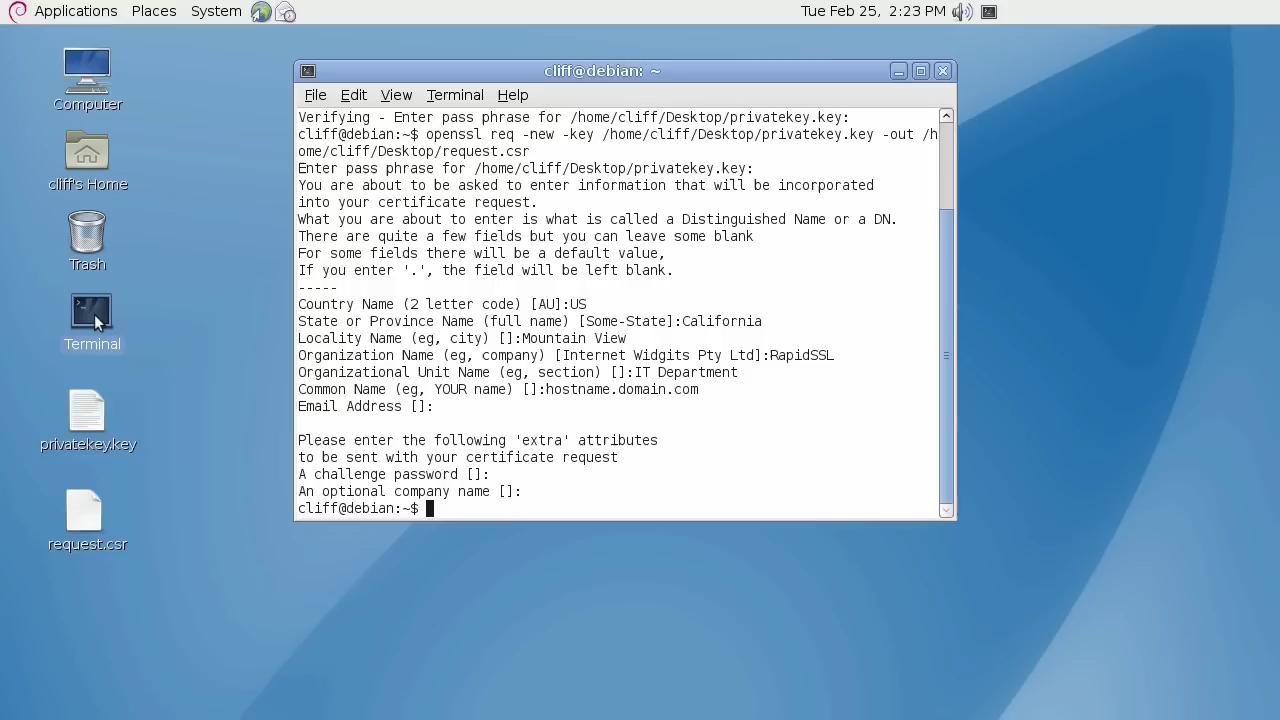 Applications Places System
Tue Feb 25, 2:23 PM
Computer
cliff's Home
Trash
Terminal
privatekey.key
request.csr
cliff@debian: ~
File Edit View Terminal Help
Verifying - Enter pass phrase for /home/cliff/Desktop/privatekey.key:
cliff@debian:~$ openssl req -new -key /home/cliff/Desktop/privatekey.key -out /h
ome/cliff/Desktop/request.csr
Enter pass phrase for /home/cliff/Desktop/privatekey.key:
You are about to be asked to enter information that will be incorporated
into your certificate request.
What you are about to enter is what is called a Distinguished Name or a DN.
There are quite a few fields but you can leave some blank
For some fields there will be a default value,
If you enter '.', the field will be left blank.
-----
Country Name (2 letter code) [AU]:US
State or Province Name (full name) [Some-State]:California
Locality Name (eg, city) []:Mountain View
Organization Name (eg, company) [Internet Widgits Pty Ltd]:RapidSSL
Organizational Unit Name (eg, section) []:IT Department
Common Name (eg, YOUR name) []:hostname.domain.com
Email Address []:
Please enter the following 'extra' attributes
to be sent with your certificate request
A challenge password []:
An optional company name []:
cliff@debian:~$